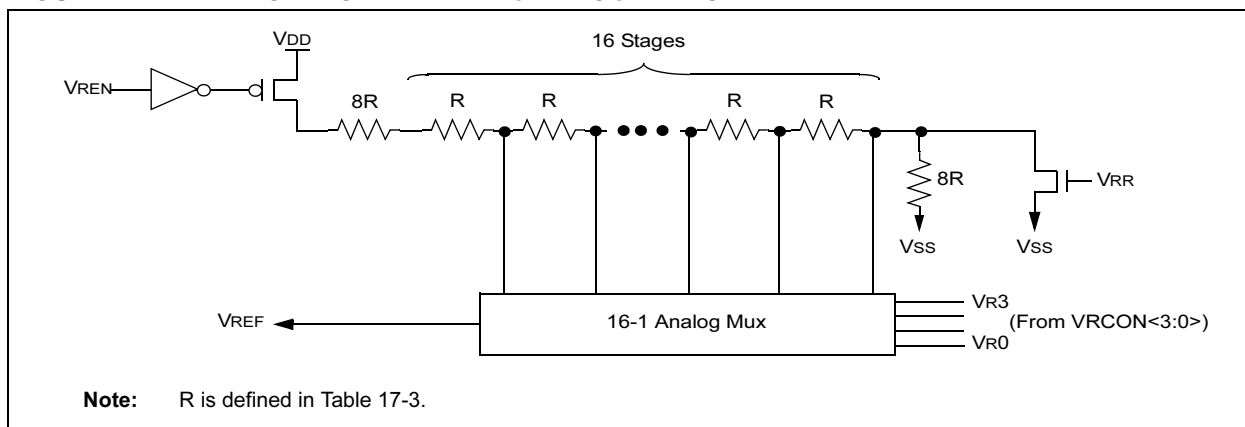 VDD
16 Stages
VREN
8R
R
R
R
R
8R
VRR
VSS
VSS
VREF
16-1 Analog Mux
VR3
(From VRCON<3:0>)
VR0
Note: R is defined in Table 17-3.